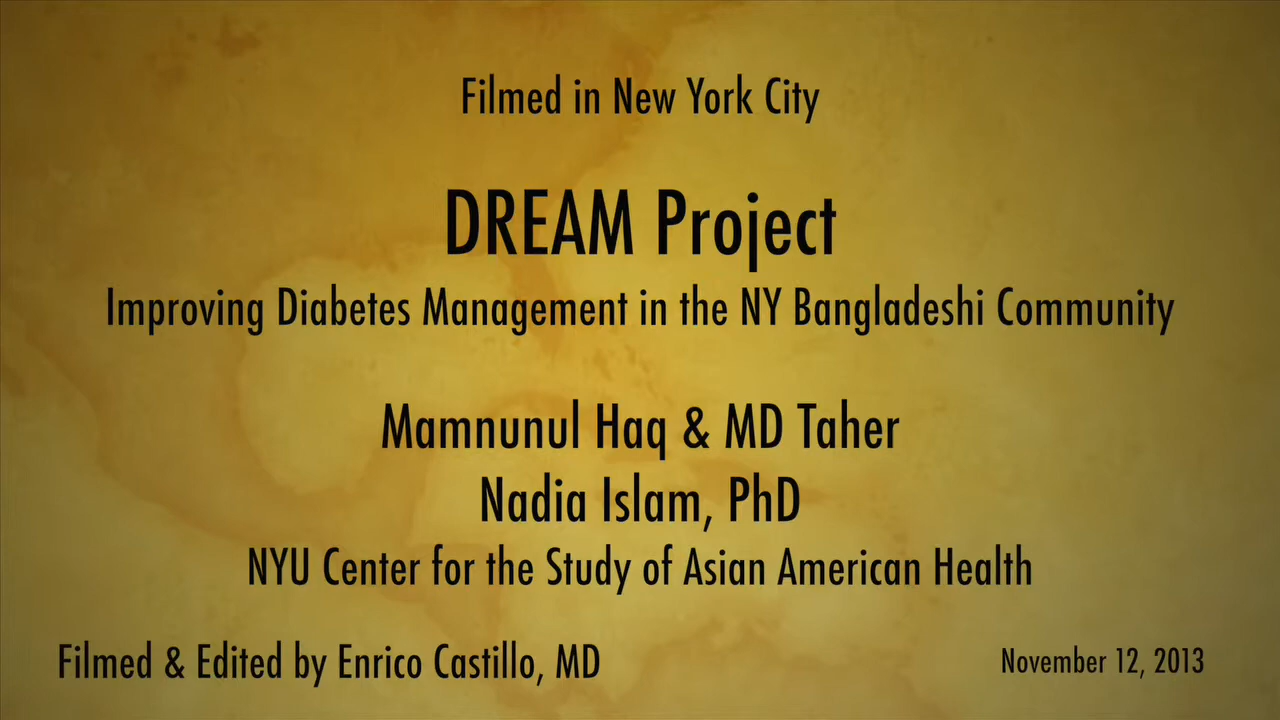 Filmed in New York City
DREAM Project
Improving Diabetes Management in the NY Bangladeshi Community
Mamnunul Haq & MD Taher
Nadia Islam, PhD
NYU Center for the Study of Asian American Health
Filmed & Edited by Enrico Castillo, MD
November 12, 2013